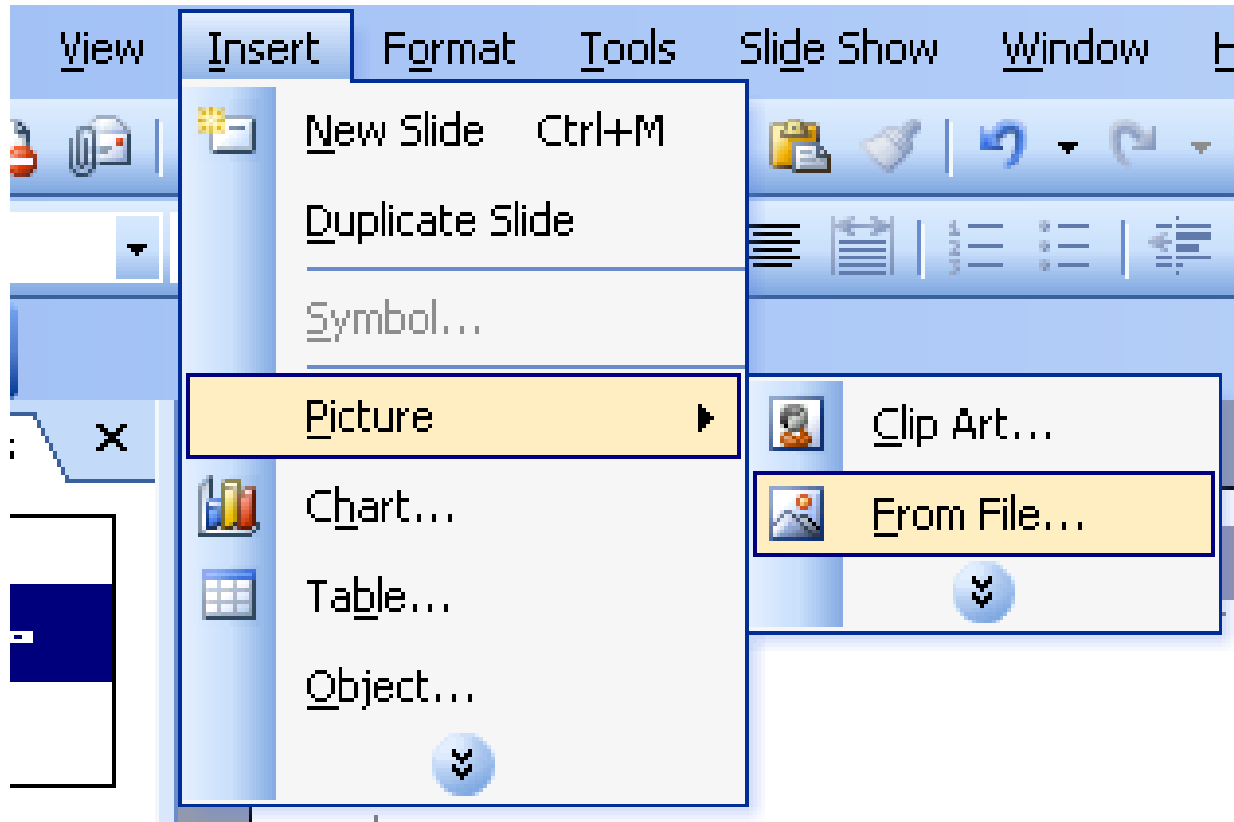 View Insert Format Tools Slide Show Window
New Slide Ctrl+M
Duplicate Slide
Symbol...
Picture
Chart...
Table...
Object...
Clip Art...
From File...